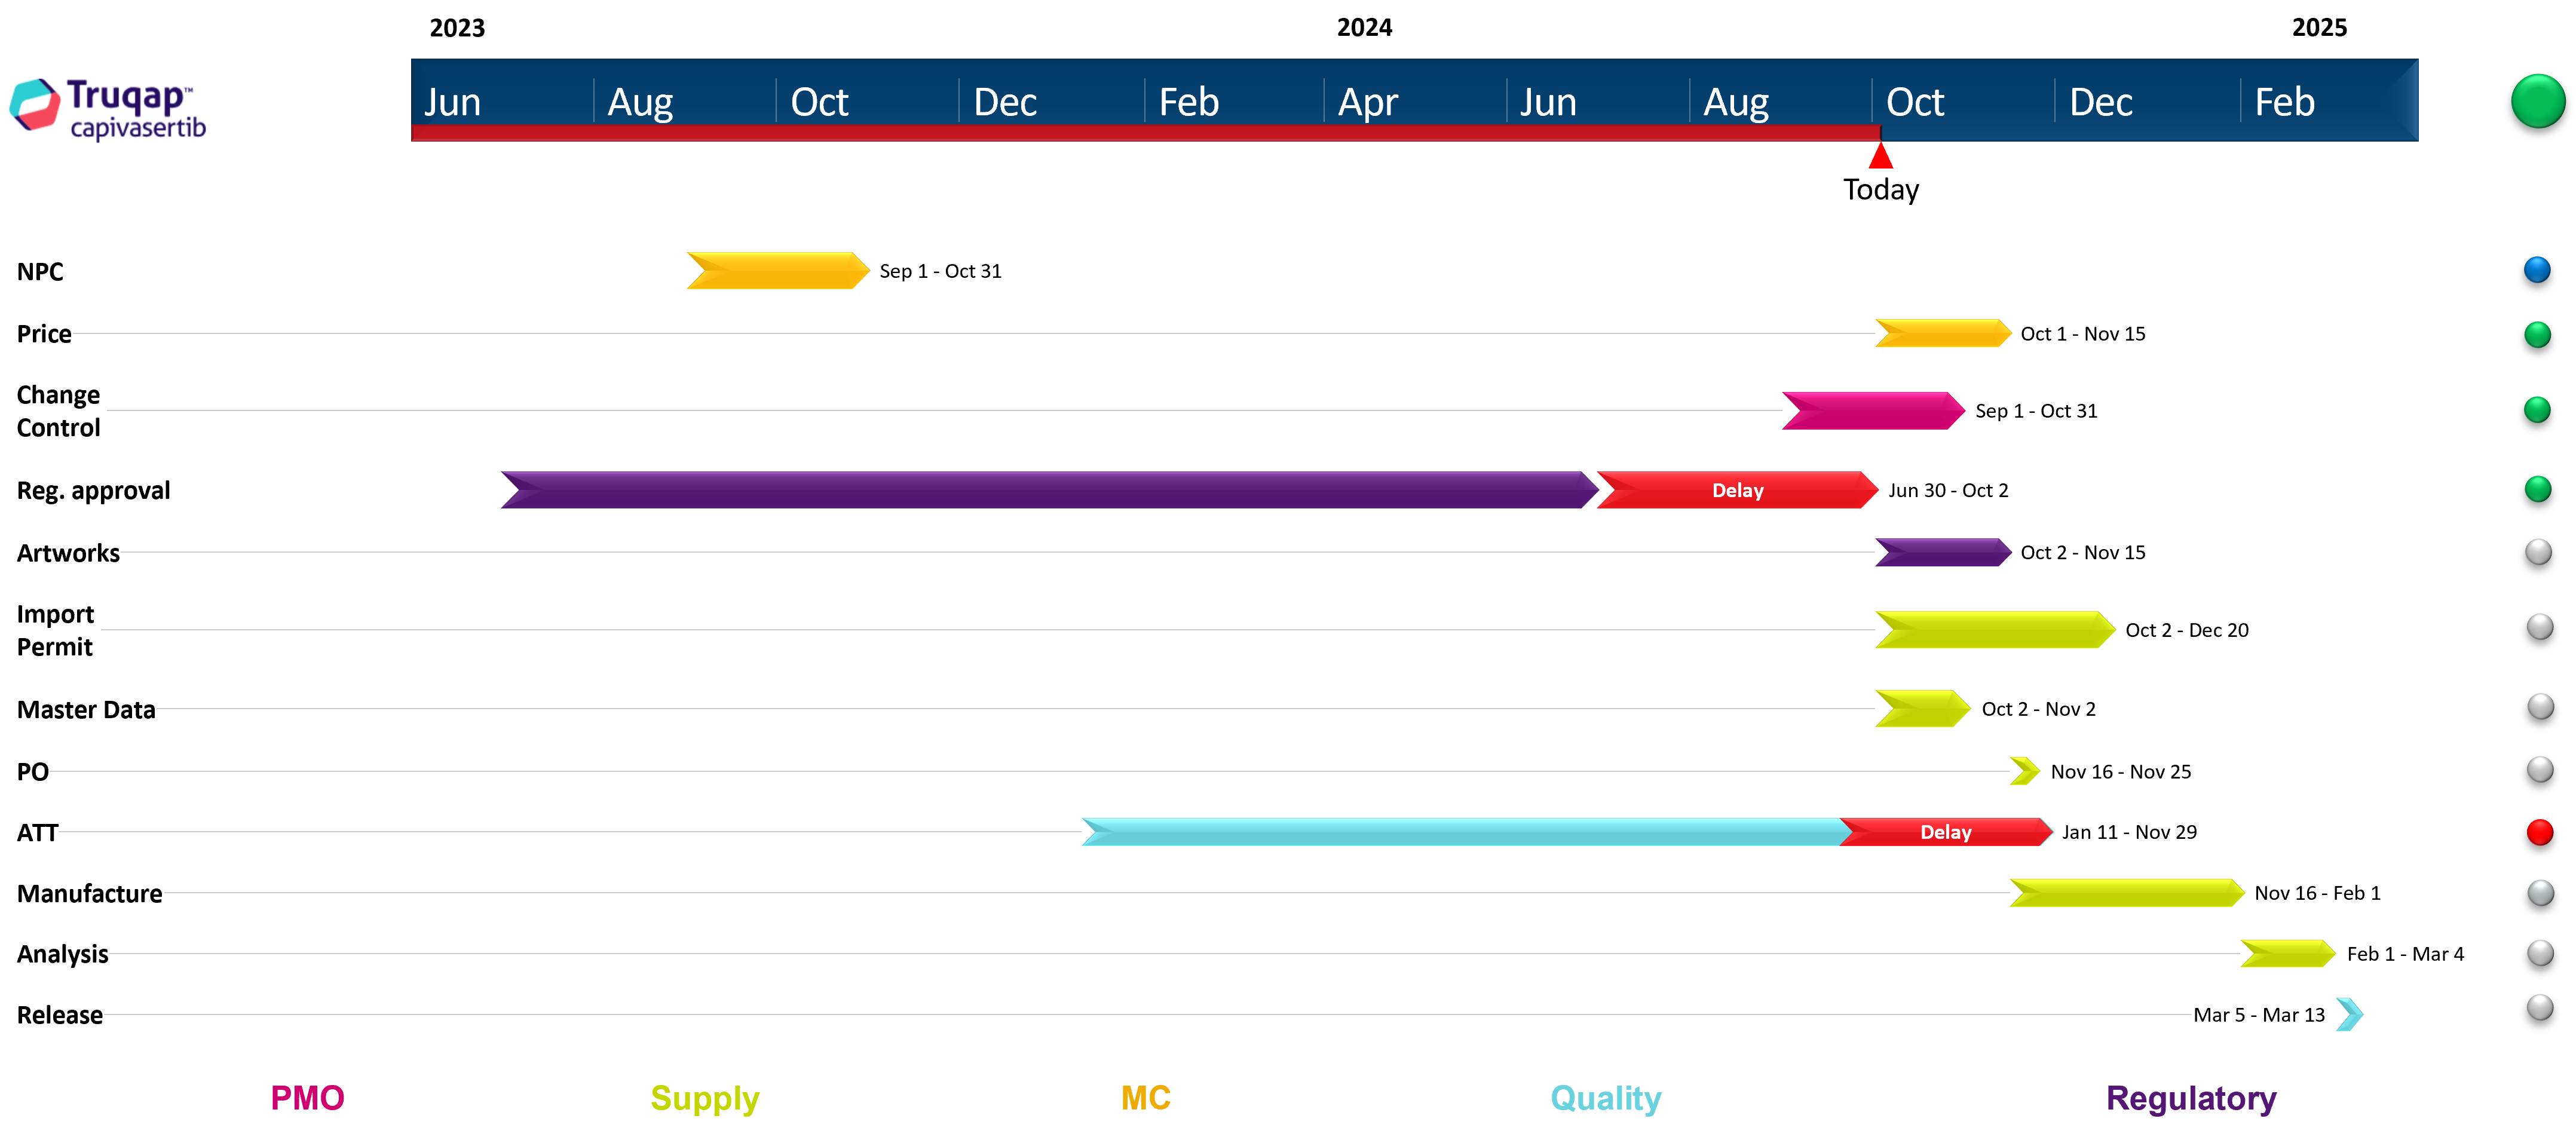 2023 2024 2025
Truqap™
capivasertib
Jun Aug Oct Dec Feb Apr Jun Aug Oct Dec Feb
Today
NPC Sep 1 - Oct 31
Price Oct 1 - Nov 15
Change
Control Sep 1 - Oct 31
Reg. approval Delay Jun 30 - Oct 2
Artworks Oct 2 - Nov 15
Import
Permit Oct 2 - Dec 20
Master Data Oct 2 - Nov 2
PO Nov 16 - Nov 25
ATT Delay Jan 11 - Nov 29
Manufacture Nov 16 - Feb 1
Analysis Feb 1 - Mar 4
Release Mar 5 - Mar 13
PMO Supply MC Quality Regulatory